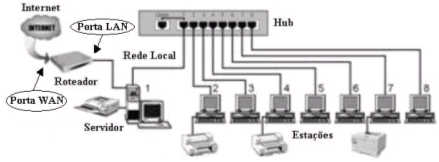 Internet
INTERNET
Porta LAN
Hub
Rede Local
Roteador
Porta WAN
1
2
3
4
5
6
7
8
Servidor
Estações